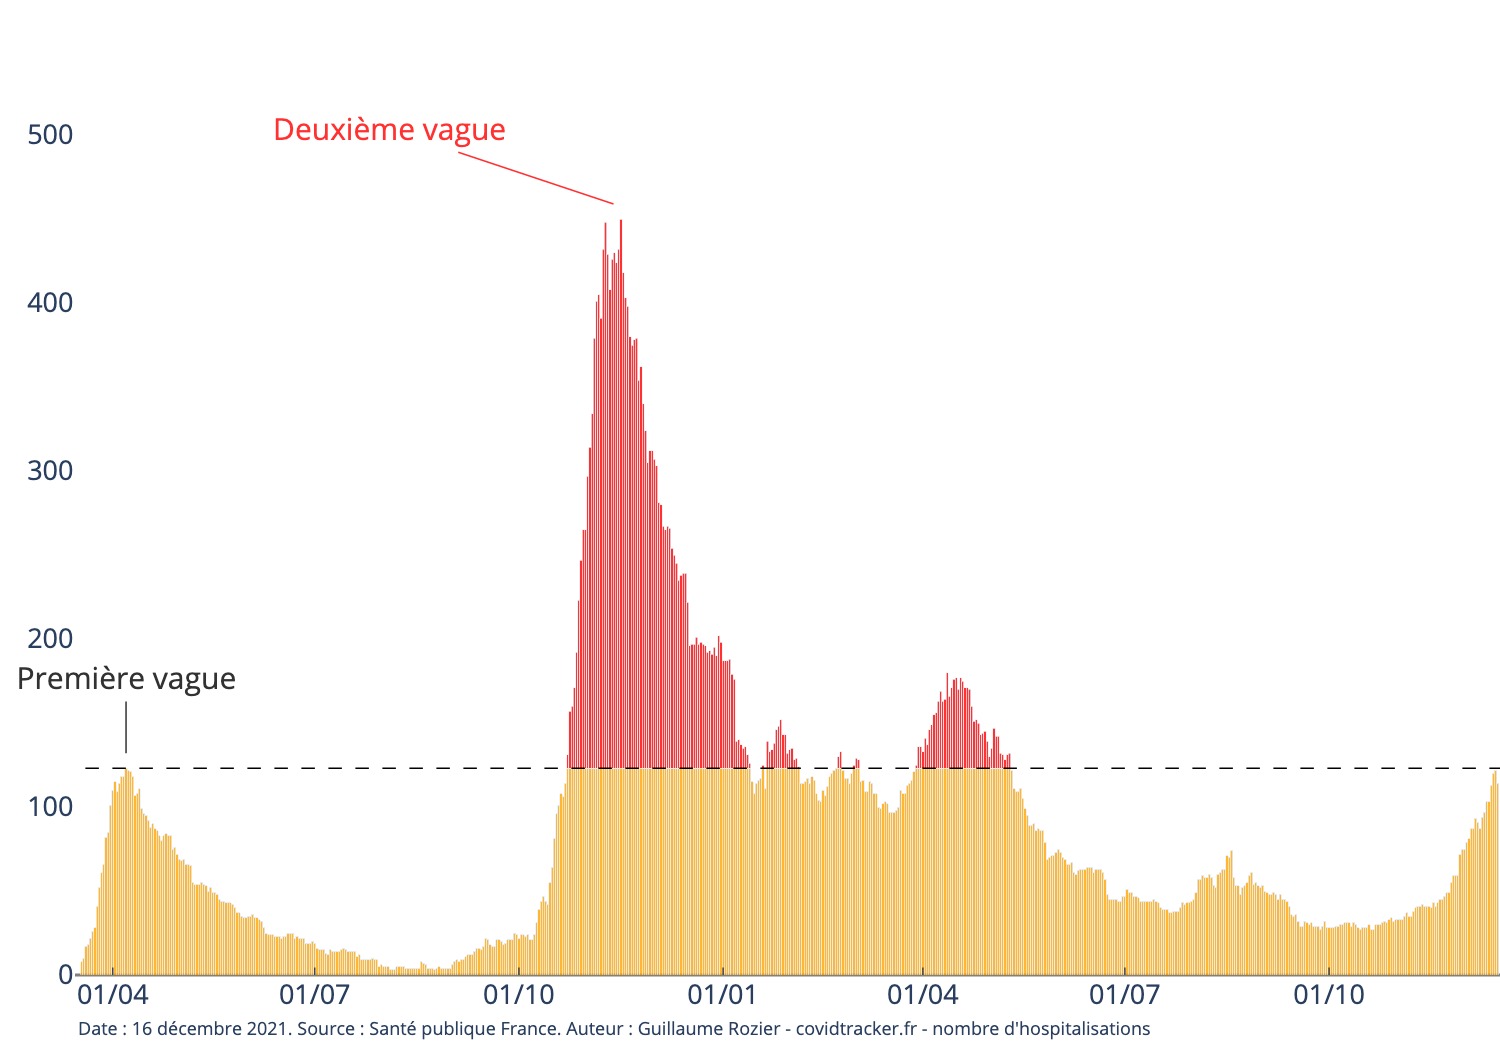 Deuxième vague
500
400
300
200
Première vague
100
0
01/04 01/07 01/10 01/01 01/04 01/07 01/10
Date : 16 décembre 2021. Source : Santé publique France. Auteur : Guillaume Rozier - covidtracker.fr - nombre d'hospitalisations